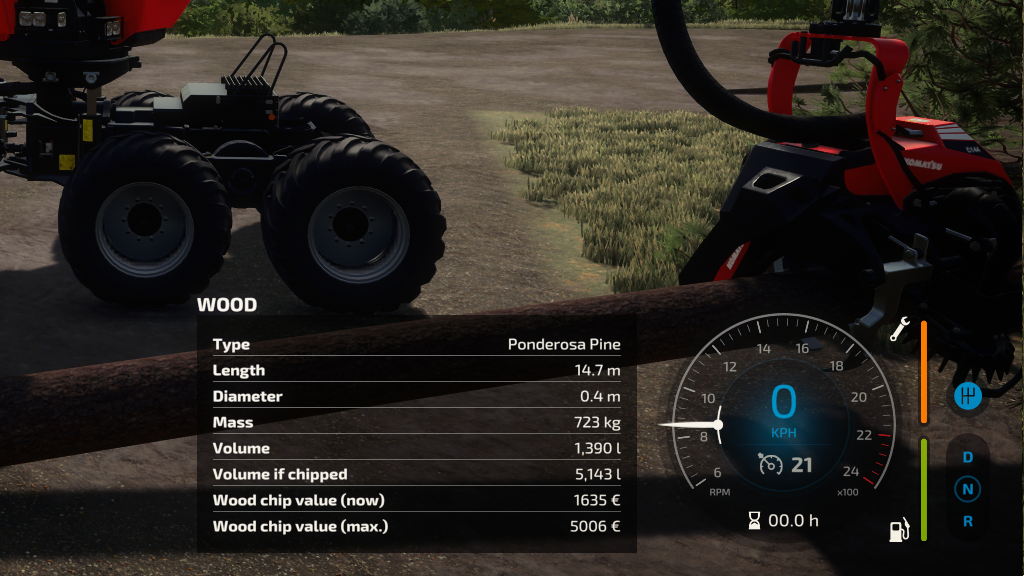 KOMATSU
C144
WOOD
Type Ponderosa Pine
Length 14.7 m
Diameter 0.4 m
Mass 723 kg
Volume 1,390 l
Volume if chipped 5,143 l
Wood chip value (now) 1635 €
Wood chip value (max.) 5006 €
6
8
10
12
14
16
18
20
22
24
RPM
x100
0
KPH
21
00.0 h
D
N
R